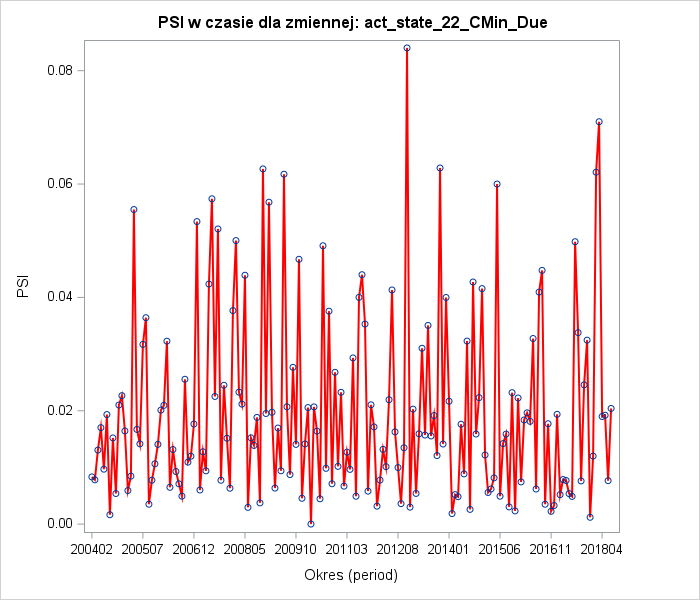 PSI w czasie dla zmiennej: act_state_22_CMin_Due
0.08
0.06
0.04
0.02
0.00
PSI
200402 200507 200612 200805 200910 201103 201208 201401 201506 201611 201804
Okres (period)